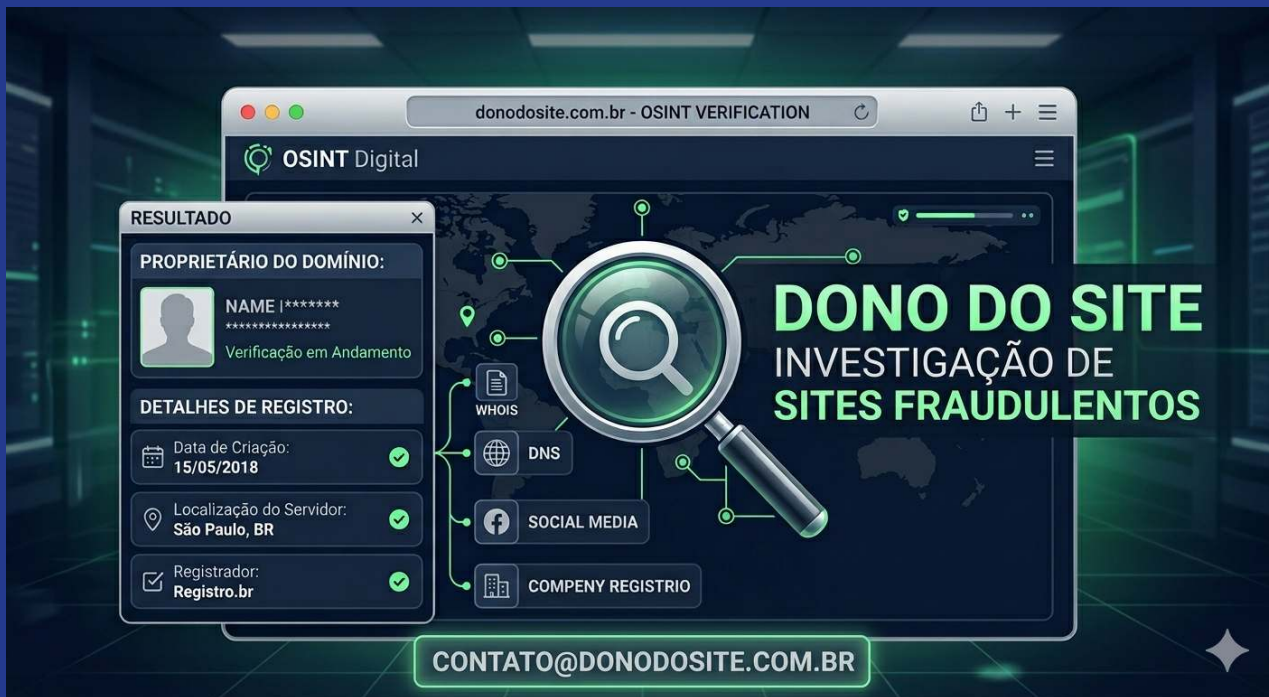 donodosite.com.br - OSINT VERIFICATION
OSINT Digital
RESULTADO
PROPRIETÁRIO DO DOMÍNIO:
NAME |*******
****************
Verificação em Andamento
DETALHES DE REGISTRO:
Data de Criação:
15/05/2018
Localização do Servidor:
São Paulo, BR
Registrador:
Registro.br
WHOIS
DNS
SOCIAL MEDIA
COMPENY REGISTRIO
DONO DO SITE
INVESTIGAÇÃO DE
SITES FRAUDULENTOS
CONTATO@DONODOSITE.COM.BR